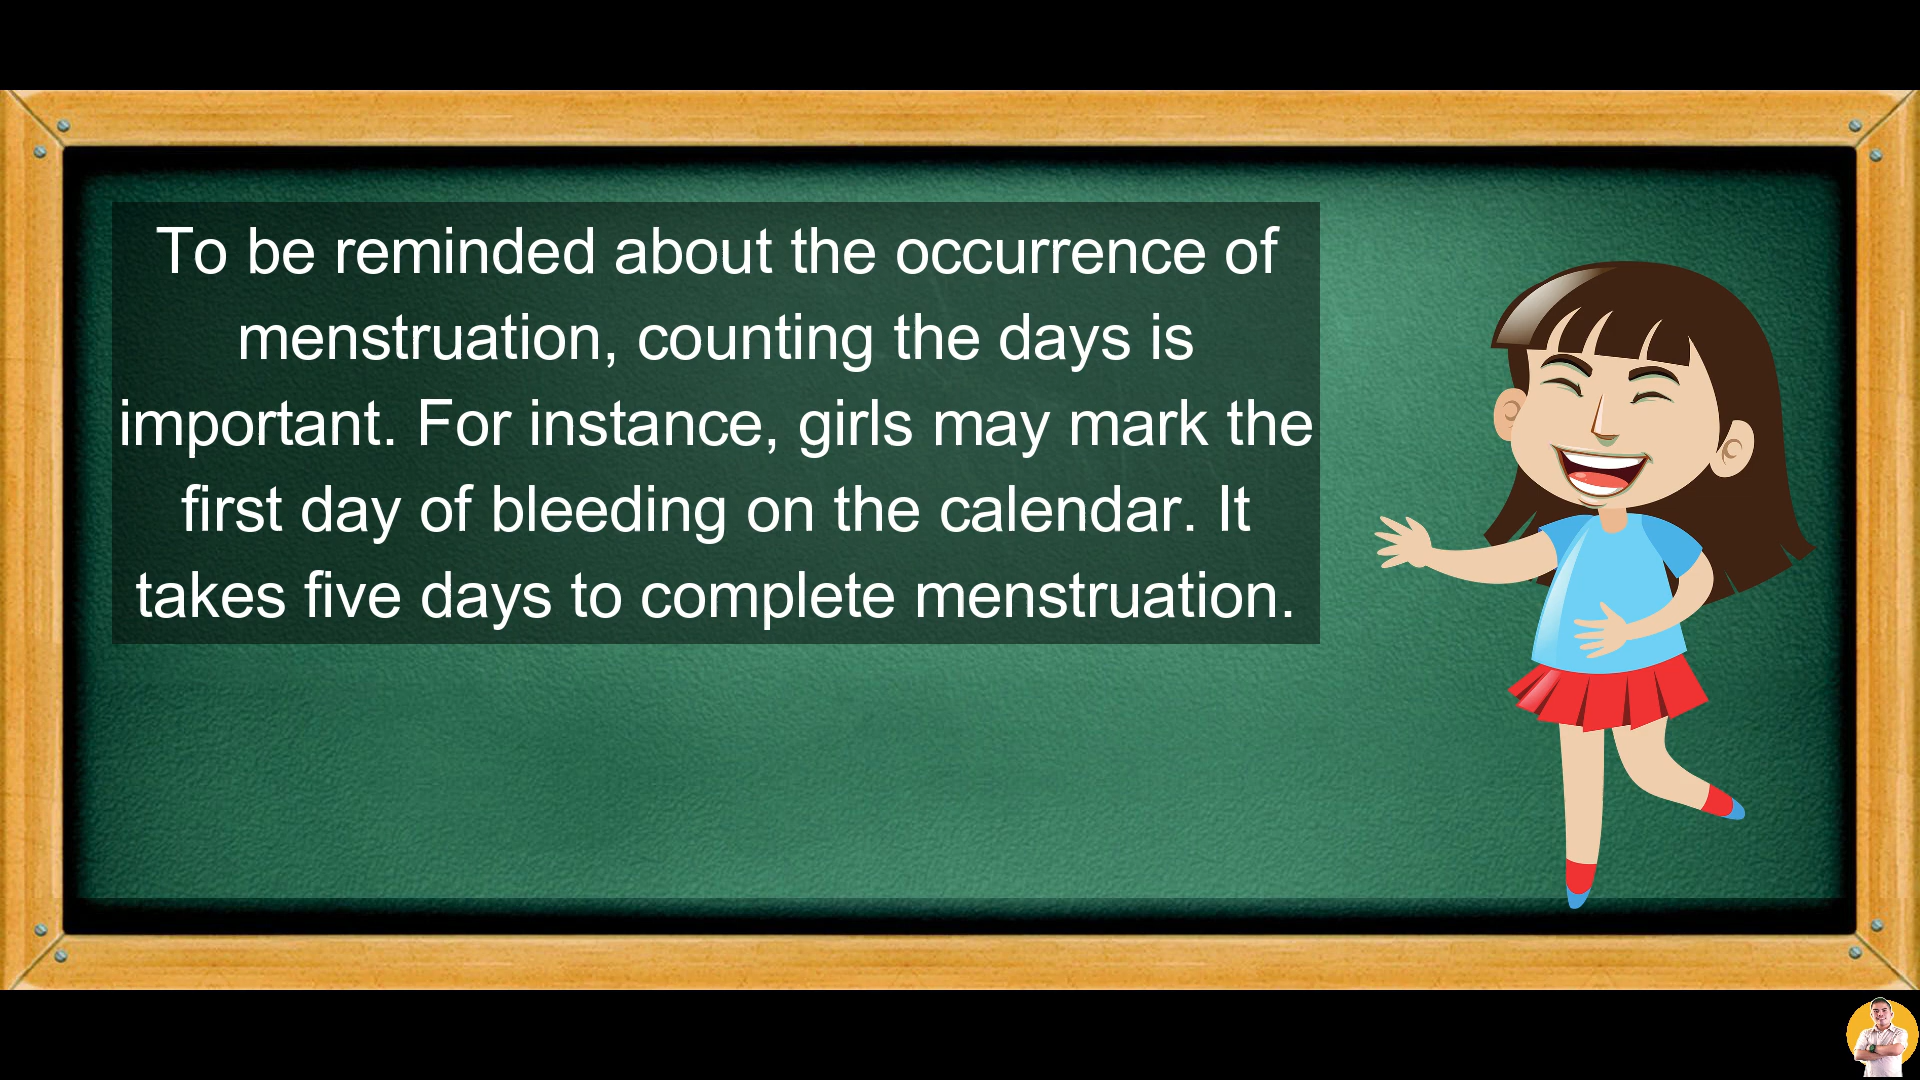 To be reminded about the occurrence of
menstruation, counting the days is
important. For instance, girls may mark the
first day of bleeding on the calendar. It
takes five days to complete menstruation.